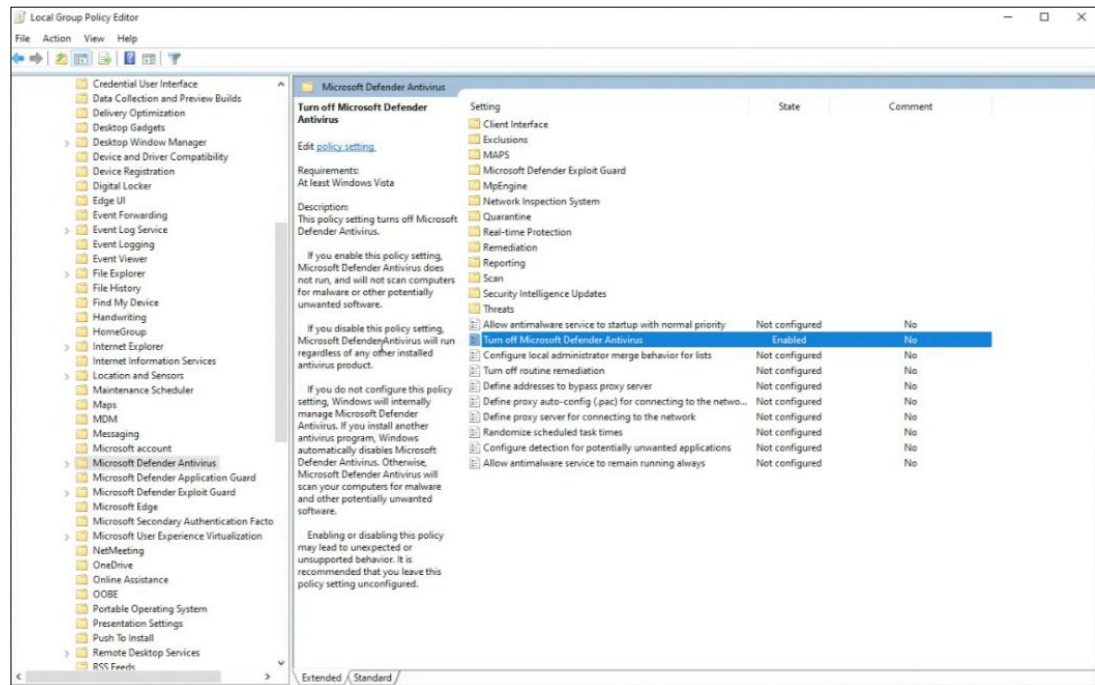 Local Group Policy Editor
File Action View Help
Credential User Interface
Data Collection and Preview Builds
Delivery Optimization
Desktop Gadgets
Desktop Window Manager
Device and Driver Compatibility
Device Registration
Digital Locker
Edge UI
Event Forwarding
Event Log Service
Event Logging
Event Viewer
File Explorer
File History
Find My Device
Handwriting
HomeGroup
Internet Explorer
Internet Information Services
Location and Sensors
Maintenance Scheduler
Maps
MDM
Messaging
Microsoft account
Microsoft Defender Antivirus
Microsoft Defender Application Guard
Microsoft Defender Exploit Guard
Microsoft Edge
Microsoft Secondary Authentication Facto
Microsoft User Experience Virtualization
NetMeeting
OneDrive
Online Assistance
OOBE
Portable Operating System
Presentation Settings
Push To Install
Remote Desktop Services
RSS Feeds
Microsoft Defender Antivirus
Turn off Microsoft Defender
Antivirus
Edit policy setting
Requirements:
At least Windows Vista
Description:
This policy setting turns off Microsoft
Defender Antivirus.
If you enable this policy setting,
Microsoft Defender Antivirus does
not run, and will not scan computers
for malware or other potentially
unwanted software.
If you disable this policy setting,
Microsoft Defender Antivirus will run
regardless of any other installed
antivirus product.
If you do not configure this policy
setting, Windows will internally
manage Microsoft Defender
Antivirus. If you install another
antivirus program, Windows
automatically disables Microsoft
Defender Antivirus. Otherwise,
Microsoft Defender Antivirus will
scan your computers for malware
and other potentially unwanted
software.
Enabling or disabling this policy
may lead to unexpected or
unsupported behavior. It is
recommended that you leave this
policy setting unconfigured.
Setting State Comment
Client Interface
Exclusions
MAPS
Microsoft Defender Exploit Guard
MpEngine
Network Inspection System
Quarantine
Real-time Protection
Remediation
Reporting
Scan
Security Intelligence Updates
Threats
Allow antimalware service to startup with normal priority Not configured No
Turn off Microsoft Defender Antivirus Enabled No
Configure local administrator merge behavior for lists Not configured No
Turn off routine remediation Not configured No
Define addresses to bypass proxy server Not configured No
Define proxy auto-config (.pac) for connecting to the netwo... Not configured No
Define proxy server for connecting to the network Not configured No
Randomize scheduled task times Not configured No
Configure detection for potentially unwanted applications Not configured No
Allow antimalware service to remain running always Not configured No
Extended Standard